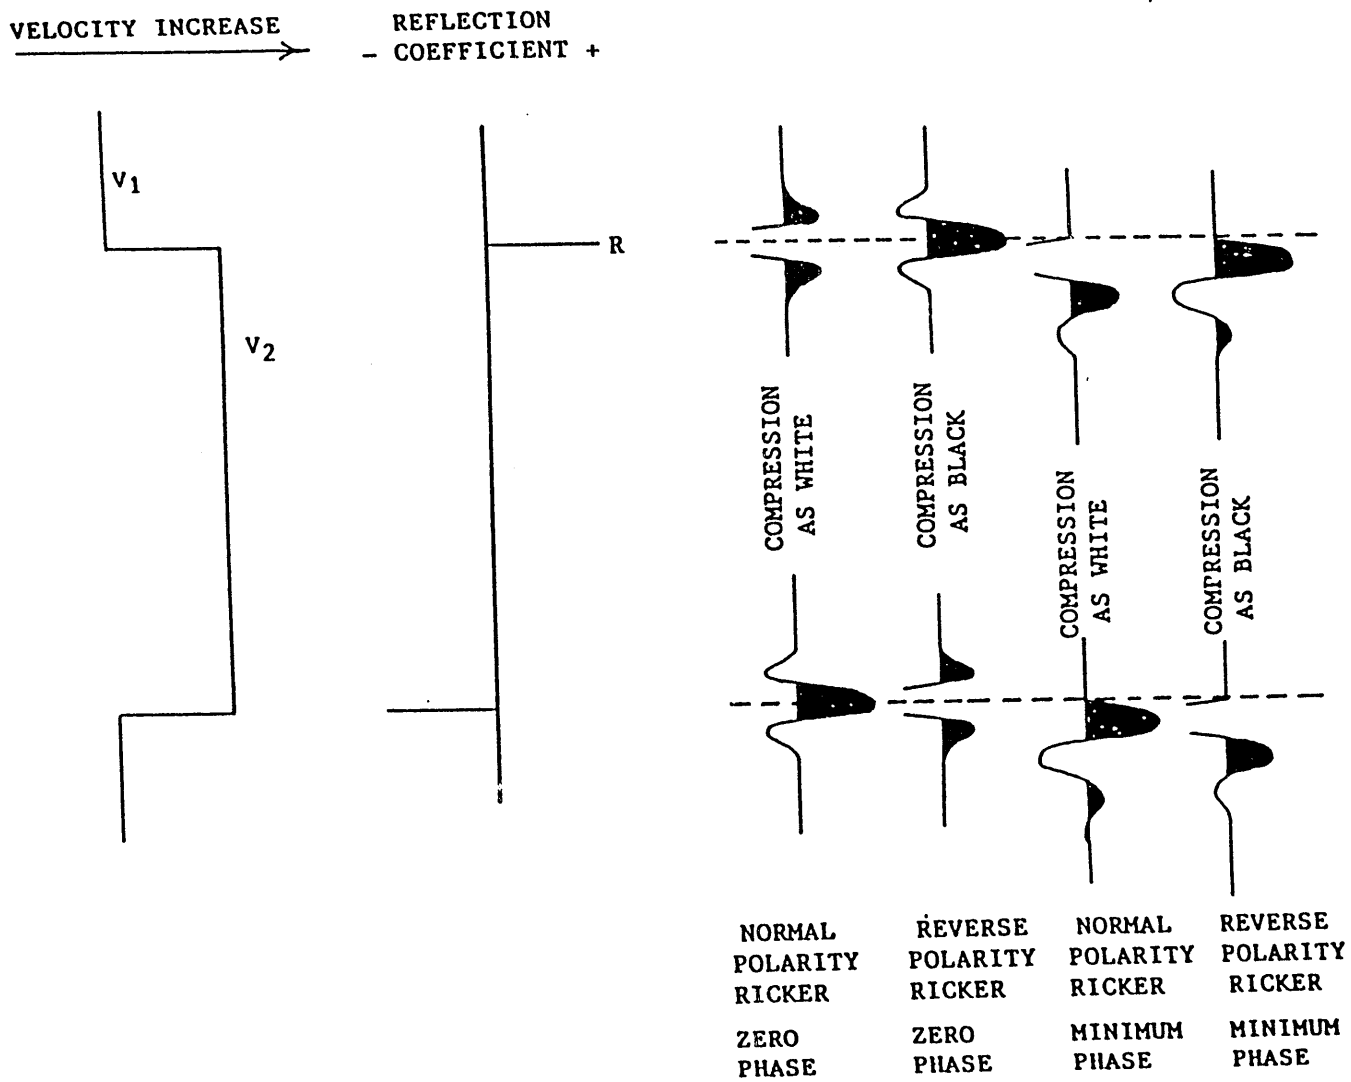 VELOCITY INCREASE
REFLECTION
- COEFFICIENT +
V1
R
V2
COMPRESSION
AS WHITE
COMPRESSION
AS BLACK
COMPRESSION
AS WHITE
COMPRESSION
AS BLACK
NORMAL
POLARITY
RICKER
ZERO
PHASE
REVERSE
POLARITY
RICKER
ZERO
PHASE
NORMAL
POLARITY
RICKER
MINIMUM
PHASE
REVERSE
POLARITY
RICKER
MINIMUM
PHASE